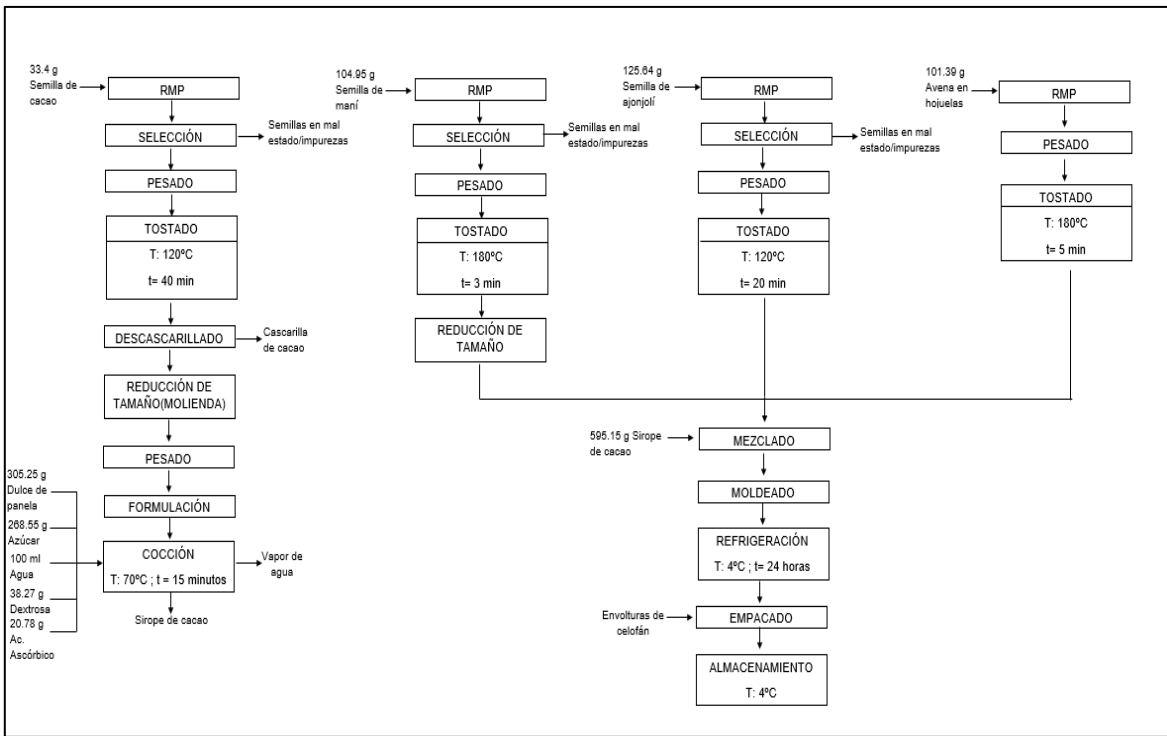 33.4 g
Semilla de
cacao
RMP
SELECCIÓN
Semillas en mal
estado/impurezas
PESADO
TOSTADO
T: 120ºC
t= 40 min
DESCASCARILLADO
Cascarilla
de cacao
REDUCCIÓN DE
TAMAÑO(MOLIENDA)
PESADO
FORMULACIÓN
305.25 g
Dulce de
panela
268.55 g
Azúcar
100 ml
Agua
38.27 g
Dextrosa
20.78 g
Ac.
Ascórbico
COCCIÓN
T: 70ºC ; t = 15 minutos
Vapor de
agua
Sirope de cacao
104.95 g
Semilla de
maní
RMP
SELECCIÓN
Semillas en mal
estado/impurezas
PESADO
TOSTADO
T: 180ºC
t= 3 min
REDUCCIÓN DE
TAMAÑO
125.64 g
Semilla de
ajonjolí
RMP
SELECCIÓN
Semillas en mal
estado/impurezas
PESADO
TOSTADO
T: 120ºC
t= 20 min
101.39 g
Avena en
hojuelas
RMP
PESADO
TOSTADO
T: 180ºC
t= 5 min
595.15 g Sirope
de cacao
MEZCLADO
MOLDEADO
REFRIGERACIÓN
T: 4ºC ; t= 24 horas
Envolturas de
celofán
EMPACADO
ALMACENAMIENTO
T: 4ºC